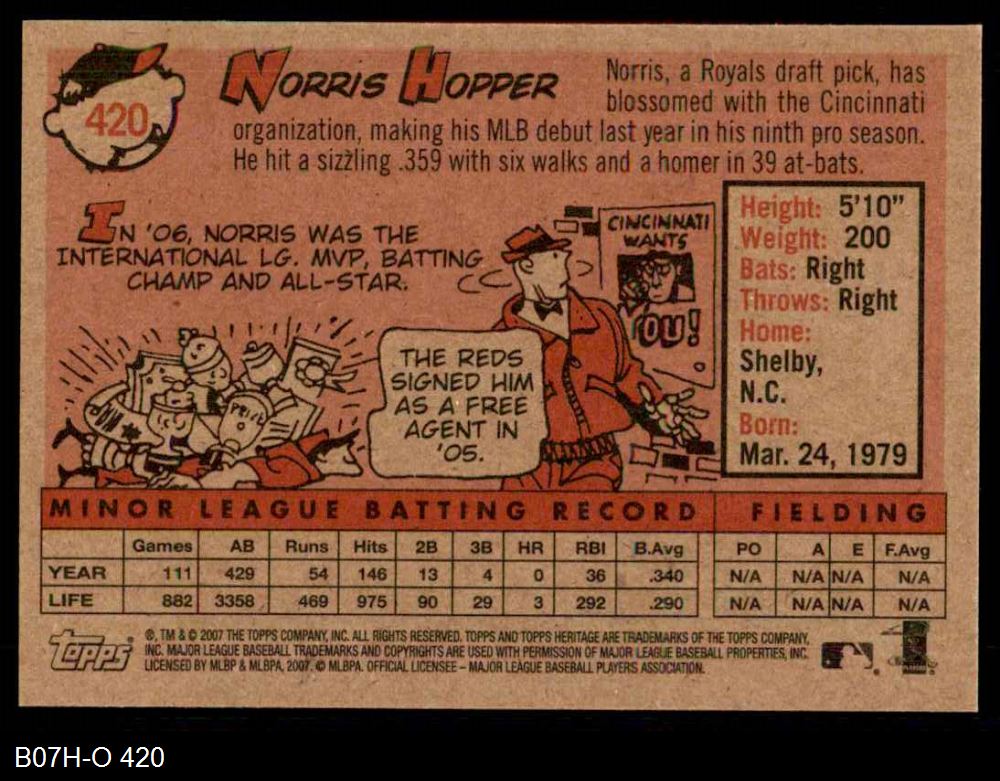 420
NORRIS HOPPER
Norris, a Royals draft pick, has
blossomed with the Cincinnati
organization, making his MLB debut last year in his ninth pro season.
He hit a sizzling .359 with six walks and a homer in 39 at-bats.
IN '06, NORRIS WAS THE
INTERNATIONAL LG. MVP, BATTING
CHAMP AND ALL-STAR.
CINCINNATI
WANTS
YOU!
THE REDS
SIGNED HIM
AS A FREE
AGENT IN
'05.
MVP
PRIDE
Height: 5'10"
Weight: 200
Bats: Right
Throws: Right
Home:
Shelby,
N.C.
Born:
Mar. 24, 1979
MINOR LEAGUE BATTING RECORD FIELDING
Games AB Runs Hits 2B 3B HR RBI B.Avg PO A E F.Avg
YEAR 111 429 54 146 13 4 0 36 .340 N/A N/A N/A N/A
LIFE 882 3358 469 975 90 29 3 292 .290 N/A N/A N/A N/A
Topps
®, TM & © 2007 THE TOPPS COMPANY, INC. ALL RIGHTS RESERVED. TOPPS AND TOPPS HERITAGE ARE TRADEMARKS OF THE TOPPS COMPANY,
INC. MAJOR LEAGUE BASEBALL TRADEMARKS AND COPYRIGHTS ARE USED WITH PERMISSION OF MAJOR LEAGUE BASEBALL PROPERTIES, INC.
LICENSED BY MLBP & MLBPA, 2007. © MLBPA. OFFICIAL LICENSEE – MAJOR LEAGUE BASEBALL PLAYERS ASSOCIATION.
B07H-O 420